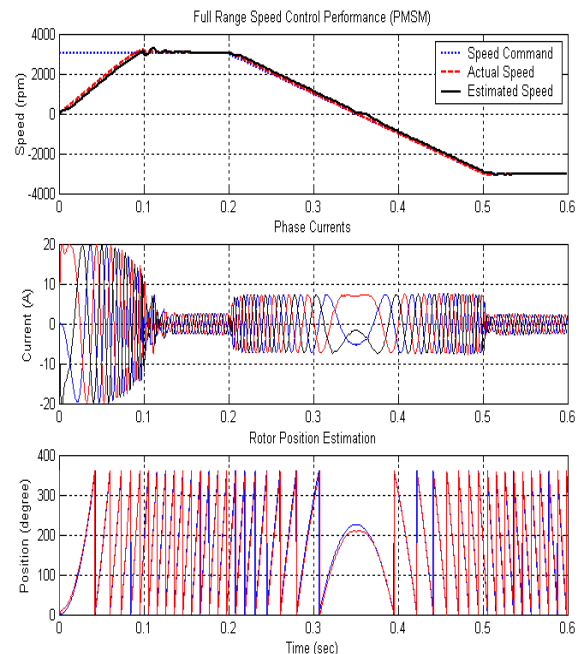 Full Range Speed Control Performance (PMSM)
4000
2000
0
-2000
-4000
Speed (rpm)
Speed Command
Actual Speed
Estimated Speed
0 0.1 0.2 0.3 0.4 0.5 0.6
Phase Currents
20
10
0
-10
-20
Current (A)
0 0.1 0.2 0.3 0.4 0.5 0.6
Rotor Position Estimation
400
300
200
100
0
Position (degree)
0 0.1 0.2 0.3 0.4 0.5 0.6
Time (sec)